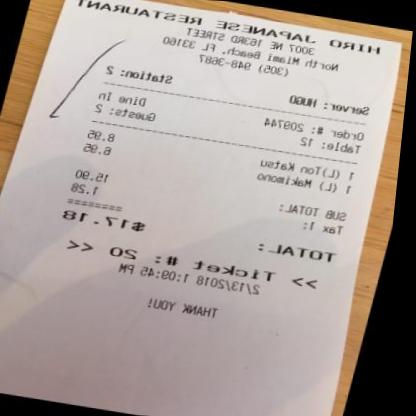 HIRO JAPANESE RESTAURANT
3007 NE 163RD STREET
North Miami Beach, FL 33160
(305) 948-3687
Server: HUGO Station: 2
Order #: 209744 Dine In
Table: 12 Guests: 2
1 (L)Ton Katsu 8.95
1 (L) Makimono 6.95
SUB TOTAL: 15.90
Tax 1: 1.28
========
TOTAL: $17.18
>> Ticket #: 20 <<
2/13/2018 1:09:45 PM
THANK YOU!